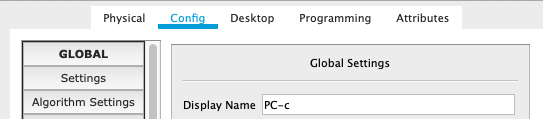 Physical Config Desktop Programming Attributes
GLOBAL
Settings
Algorithm Settings
Global Settings
Display Name PC-c